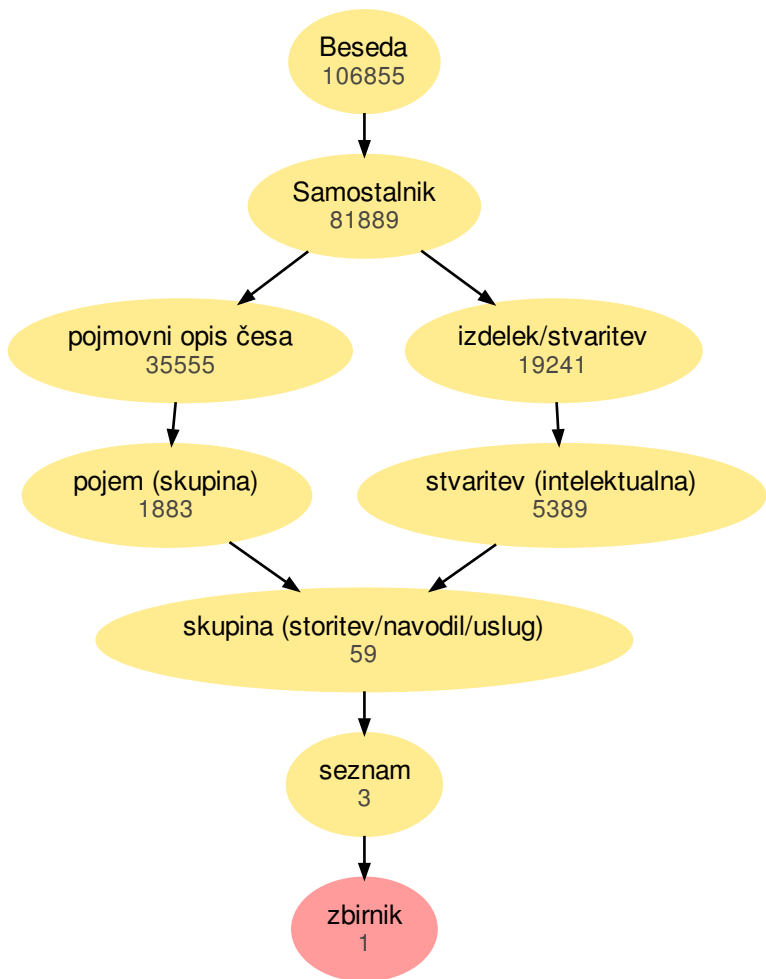 Beseda
106855
Samostalnik
81889
pojmovni opis česa
35555
izdelek/stvaritev
19241
pojem (skupina)
1883
stvaritev (intelektualna)
5389
skupina (storitev/navodil/uslug)
59
seznam
3
zbirnik
1